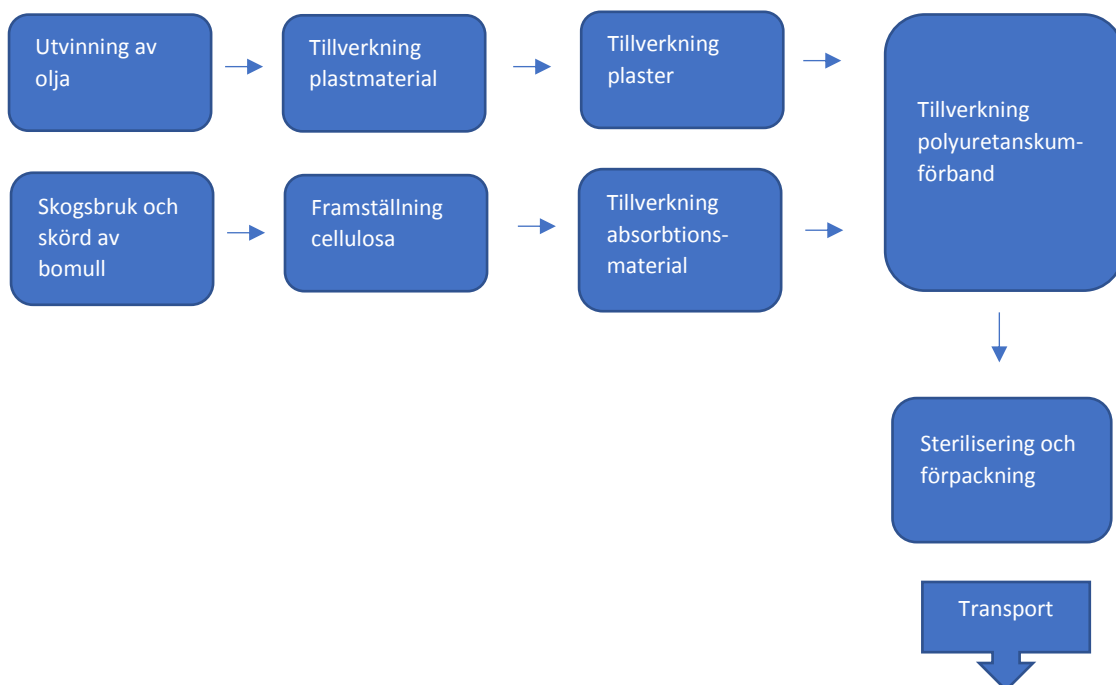 Utvinning av
olja
Tillverkning
plastmaterial
Tillverkning
plaster
Tillverkning
polyuretanskum-
förband
Skogsbruk och
skörd av
bomull
Framställning
cellulosa
Tillverkning
absorbtions-
material
Sterilisering och
förpackning
Transport